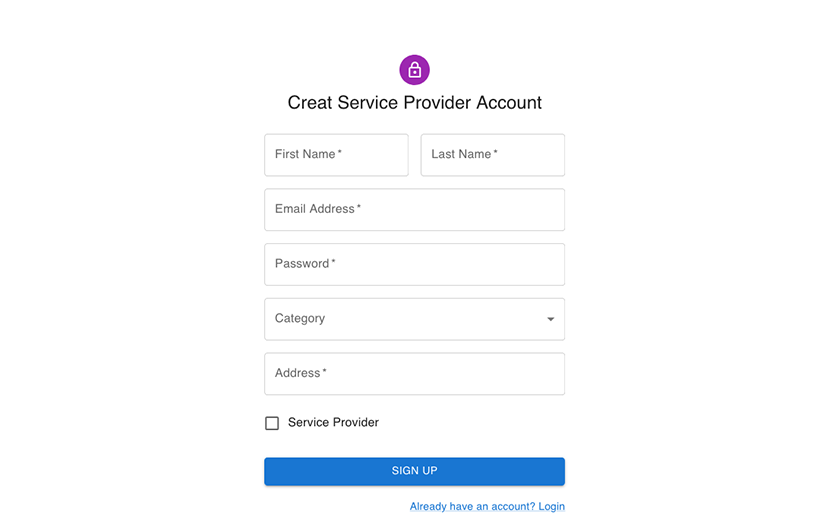 Creat Service Provider Account
First Name *
Last Name *
Email Address *
Password *
Category
Address *
Service Provider
SIGN UP
Already have an account? Login